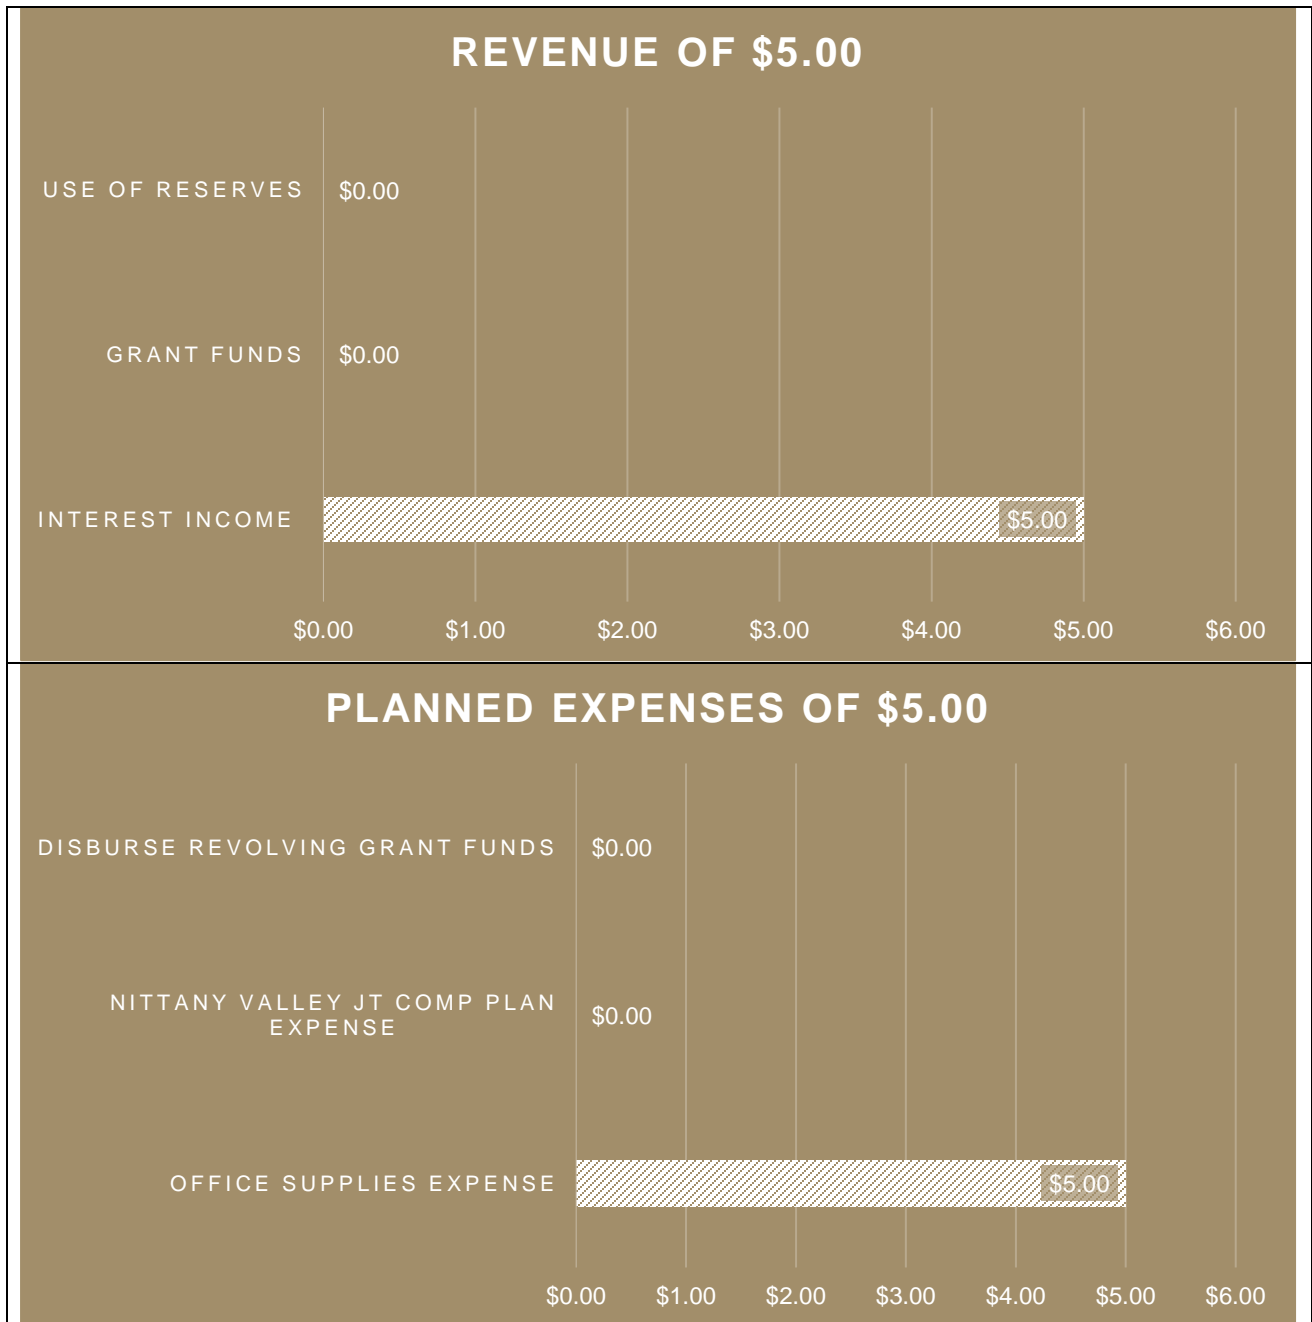 REVENUE OF $5.00
USE OF RESERVES $0.00
GRANT FUNDS $0.00
INTEREST INCOME $5.00
$0.00 $1.00 $2.00 $3.00 $4.00 $5.00 $6.00
PLANNED EXPENSES OF $5.00
DISBURSE REVOLVING GRANT FUNDS $0.00
NITTANY VALLEY JT COMP PLAN
EXPENSE
$0.00
OFFICE SUPPLIES EXPENSE $5.00
$0.00 $1.00 $2.00 $3.00 $4.00 $5.00 $6.00